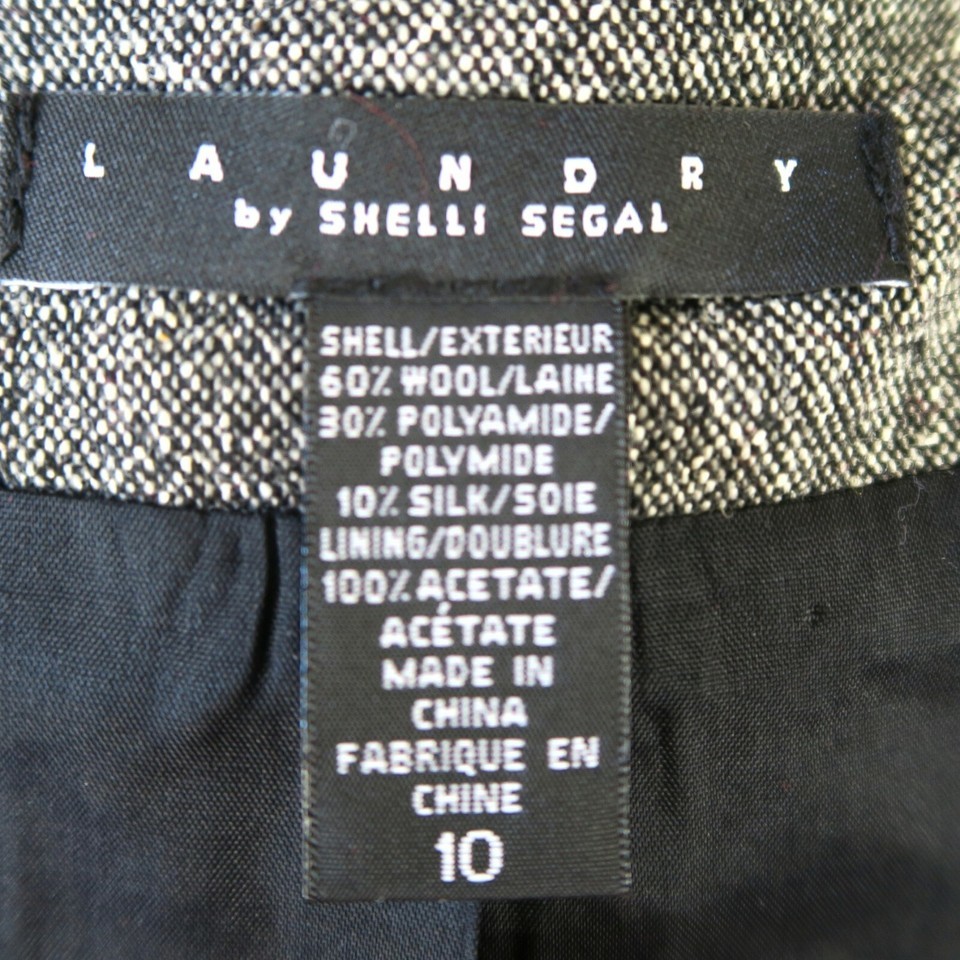 LAUNDRY
by SHELLI SEGAL
SHELL/EXTERIEUR
60% WOOL/LAINE
30% POLYAMIDE/
POLYMIDE
10% SILK/SOIE
LINING/DOUBLURE
100% ACETATE/
ACÉTATE
MADE IN
CHINA
FABRIQUE EN
CHINE
10